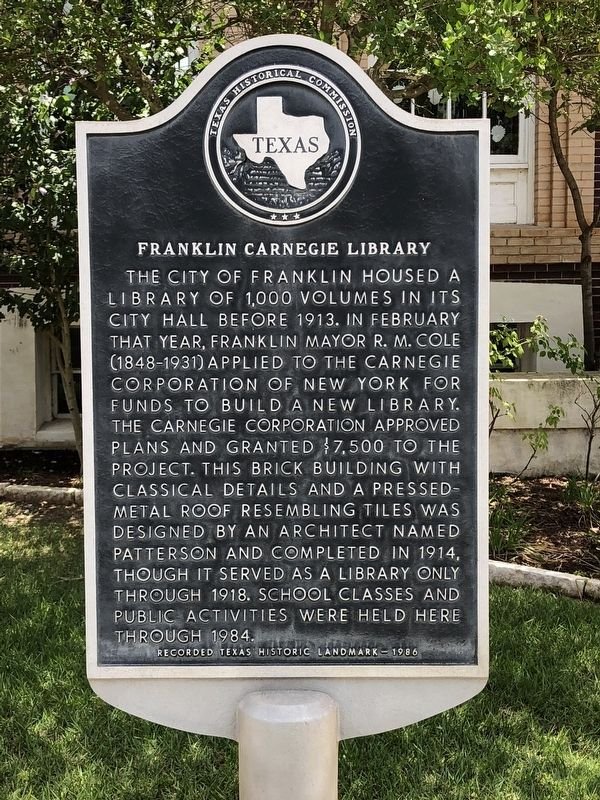 TEXAS HISTORICAL COMMISSION
TEXAS
FRANKLIN CARNEGIE LIBRARY
THE CITY OF FRANKLIN HOUSED A
LIBRARY OF 1,000 VOLUMES IN ITS
CITY HALL BEFORE 1913. IN FEBRUARY
THAT YEAR, FRANKLIN MAYOR R. M. COLE
(1848-1931) APPLIED TO THE CARNEGIE
CORPORATION OF NEW YORK FOR
FUNDS TO BUILD A NEW LIBRARY.
THE CARNEGIE CORPORATION APPROVED
PLANS AND GRANTED $7,500 TO THE
PROJECT. THIS BRICK BUILDING WITH
CLASSICAL DETAILS AND A PRESSED-
METAL ROOF RESEMBLING TILES WAS
DESIGNED BY AN ARCHITECT NAMED
PATTERSON AND COMPLETED IN 1914,
THOUGH IT SERVED AS A LIBRARY ONLY
THROUGH 1918. SCHOOL CLASSES AND
PUBLIC ACTIVITIES WERE HELD HERE
THROUGH 1984.
RECORDED TEXAS HISTORIC LANDMARK – 1986